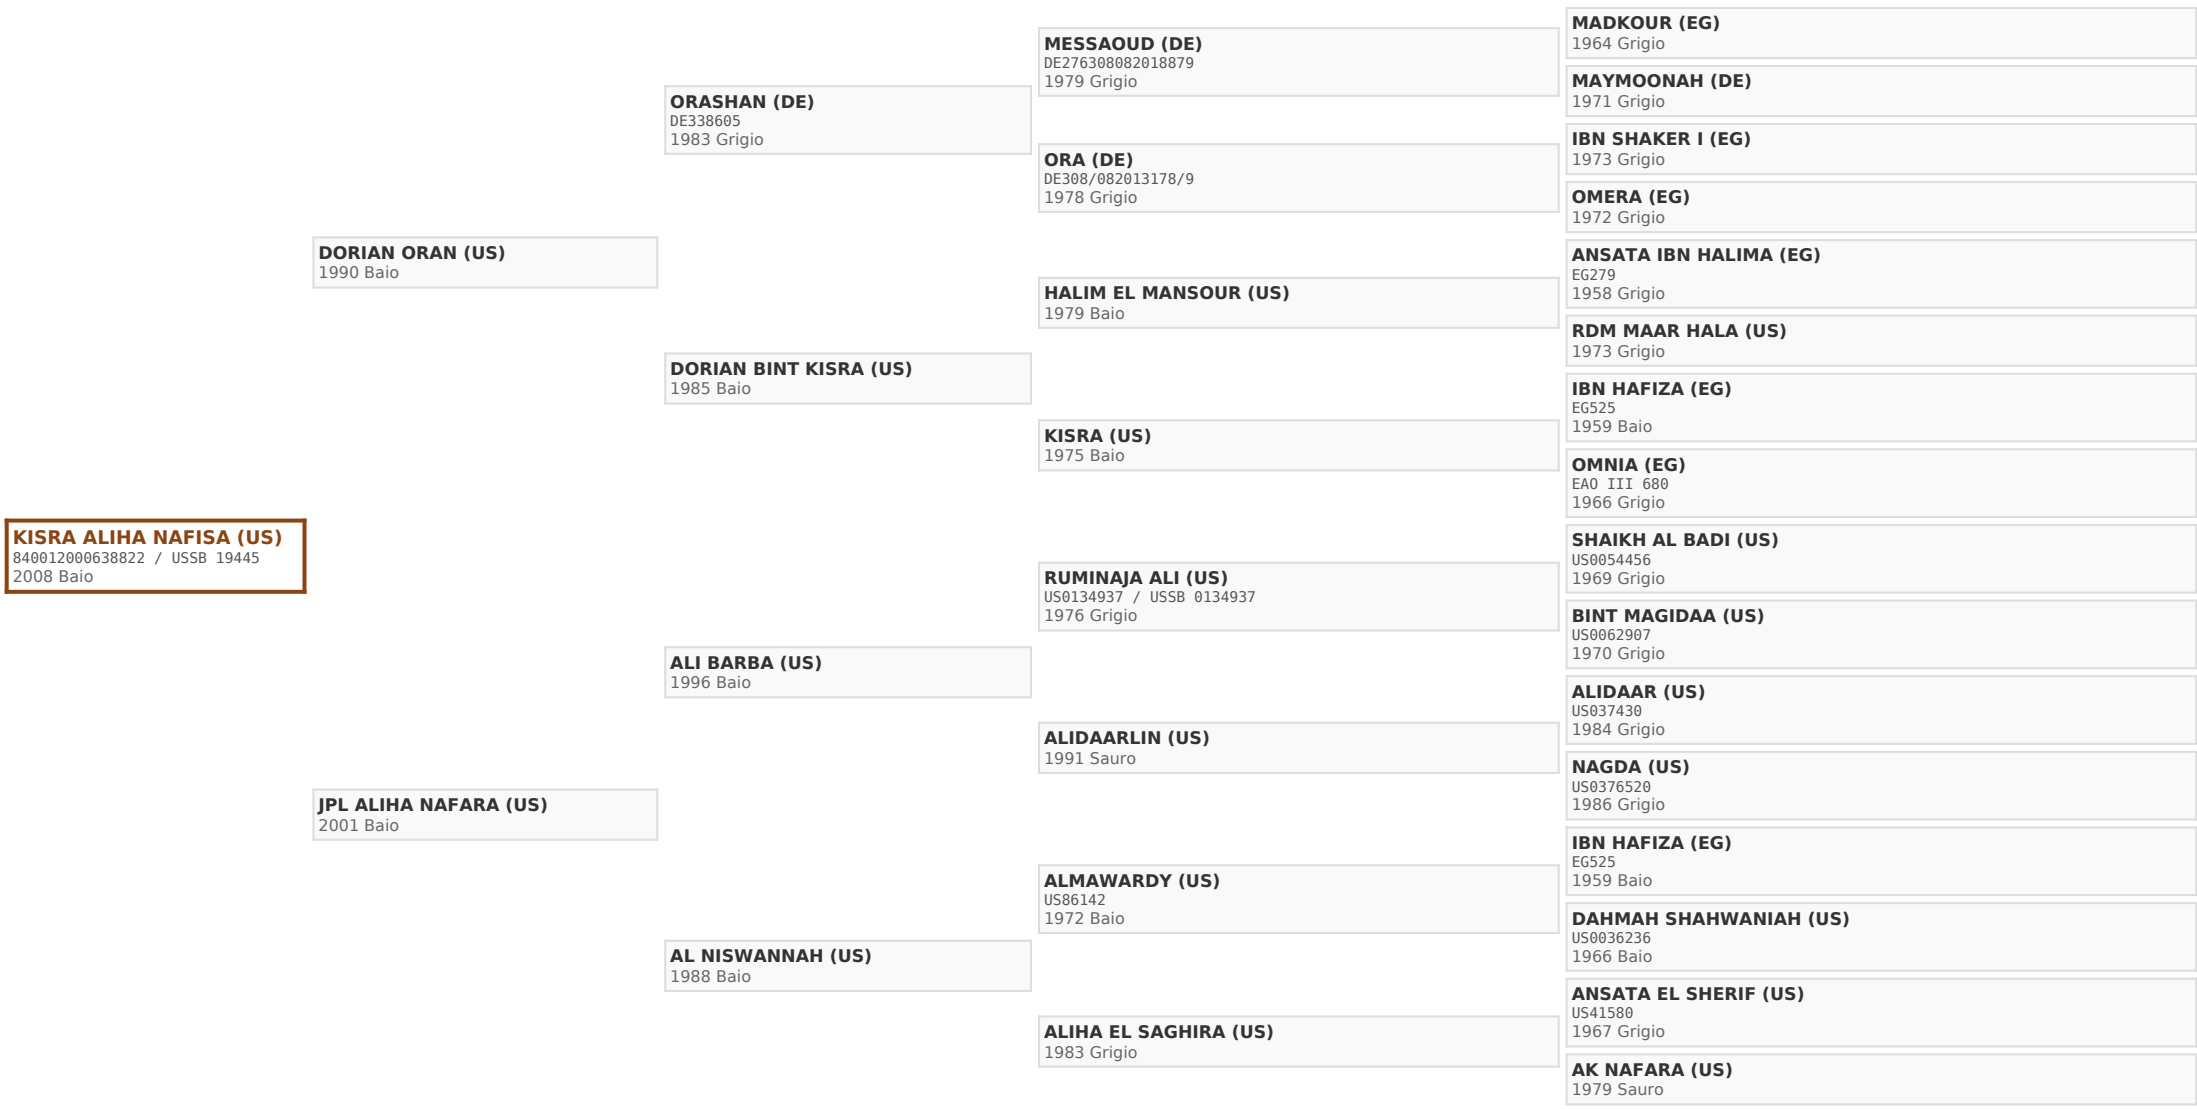 KISRA ALIHA NAFISA (US)
840012000638822 / USSB 19445
2008 Baio
DORIAN ORAN (US)
1990 Baio
JPL ALIHA NAFARA (US)
2001 Baio
ORASHAN (DE)
DE338605
1983 Grigio
DORIAN BINT KISRA (US)
1985 Baio
ALI BARBA (US)
1996 Baio
AL NISWANNAH (US)
1988 Baio
MESSAOUD (DE)
DE276308082018879
1979 Grigio
ORA (DE)
DE308/082013178/9
1978 Grigio
HALIM EL MANSOUR (US)
1979 Baio
KISRA (US)
1975 Baio
RUMINAJA ALI (US)
US0134937 / USSB 0134937
1976 Grigio
ALIDAARLIN (US)
1991 Sauro
ALMAWARDY (US)
US86142
1972 Baio
ALIHA EL SAGHIRA (US)
1983 Grigio
MADKOUR (EG)
1964 Grigio
MAYMOONAH (DE)
1971 Grigio
IBN SHAKER I (EG)
1973 Grigio
OMERA (EG)
1972 Grigio
ANSATA IBN HALIMA (EG)
EG279
1958 Grigio
RDM MAAR HALA (US)
1973 Grigio
IBN HAFIZA (EG)
EG525
1959 Baio
OMNIA (EG)
EAO III 680
1966 Grigio
SHAIKH AL BADI (US)
US0054456
1969 Grigio
BINT MAGIDAA (US)
US0062907
1970 Grigio
ALIDAAR (US)
US037430
1984 Grigio
NAGDA (US)
US0376520
1986 Grigio
IBN HAFIZA (EG)
EG525
1959 Baio
DAHMAH SHAHWANIAH (US)
US0036236
1966 Baio
ANSATA EL SHERIF (US)
US41580
1967 Grigio
AK NAFARA (US)
1979 Sauro